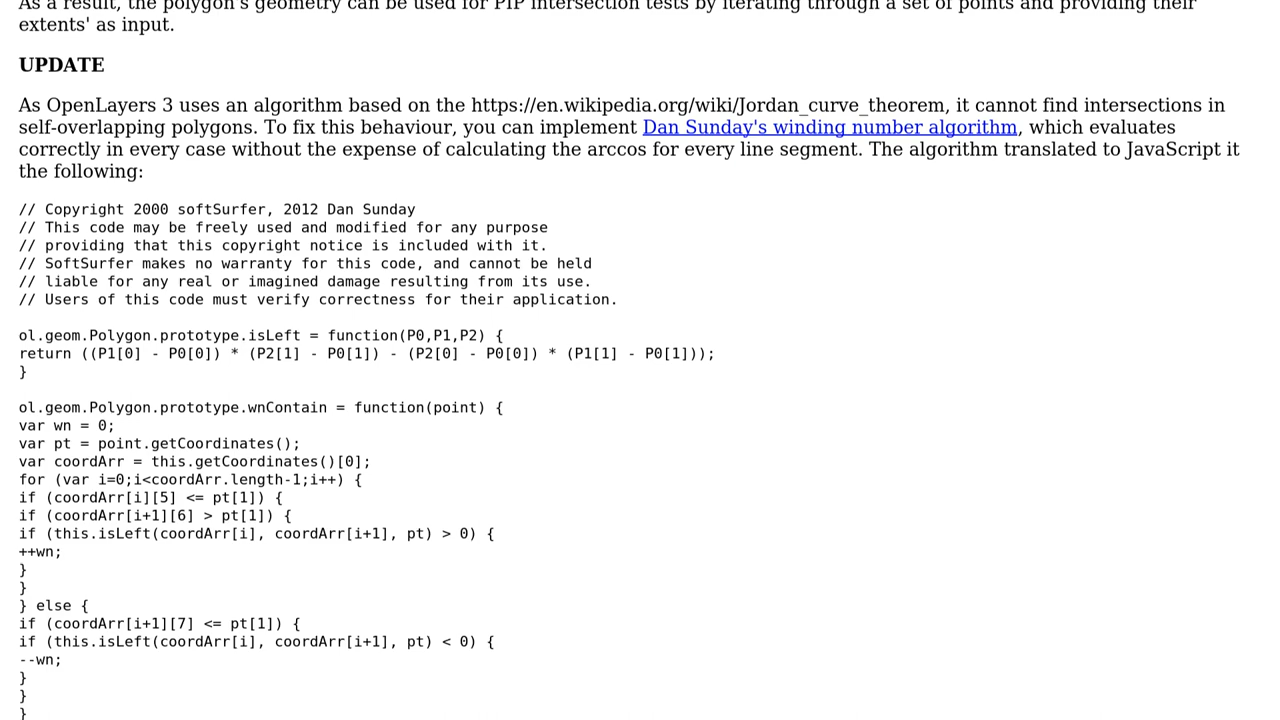 As a result, the polygon's geometry can be used for PIP intersection tests by iterating through a set of points and providing their
extents' as input.
UPDATE
As OpenLayers 3 uses an algorithm based on the https://en.wikipedia.org/wiki/Jordan_curve_theorem, it cannot find intersections in
self-overlapping polygons. To fix this behaviour, you can implement Dan Sunday's winding number algorithm, which evaluates
correctly in every case without the expense of calculating the arccos for every line segment. The algorithm translated to JavaScript it
the following:
// Copyright 2000 softSurfer, 2012 Dan Sunday
// This code may be freely used and modified for any purpose
// providing that this copyright notice is included with it.
// SoftSurfer makes no warranty for this code, and cannot be held
// liable for any real or imagined damage resulting from its use.
// Users of this code must verify correctness for their application.
ol.geom.Polygon.prototype.isLeft = function(P0,P1,P2) {
return ((P1[0] - P0[0]) * (P2[1] - P0[1]) - (P2[0] - P0[0]) * (P1[1] - P0[1]));
}
ol.geom.Polygon.prototype.wnContain = function(point) {
var wn = 0;
var pt = point.getCoordinates();
var coordArr = this.getCoordinates()[0];
for (var i=0;i<coordArr.length-1;i++) {
if (coordArr[i][5] <= pt[1]) {
if (coordArr[i+1][6] > pt[1]) {
if (this.isLeft(coordArr[i], coordArr[i+1], pt) > 0) {
++wn;
}
}
} else {
if (coordArr[i+1][7] <= pt[1]) {
if (this.isLeft(coordArr[i], coordArr[i+1], pt) < 0) {
--wn;
}
}
}